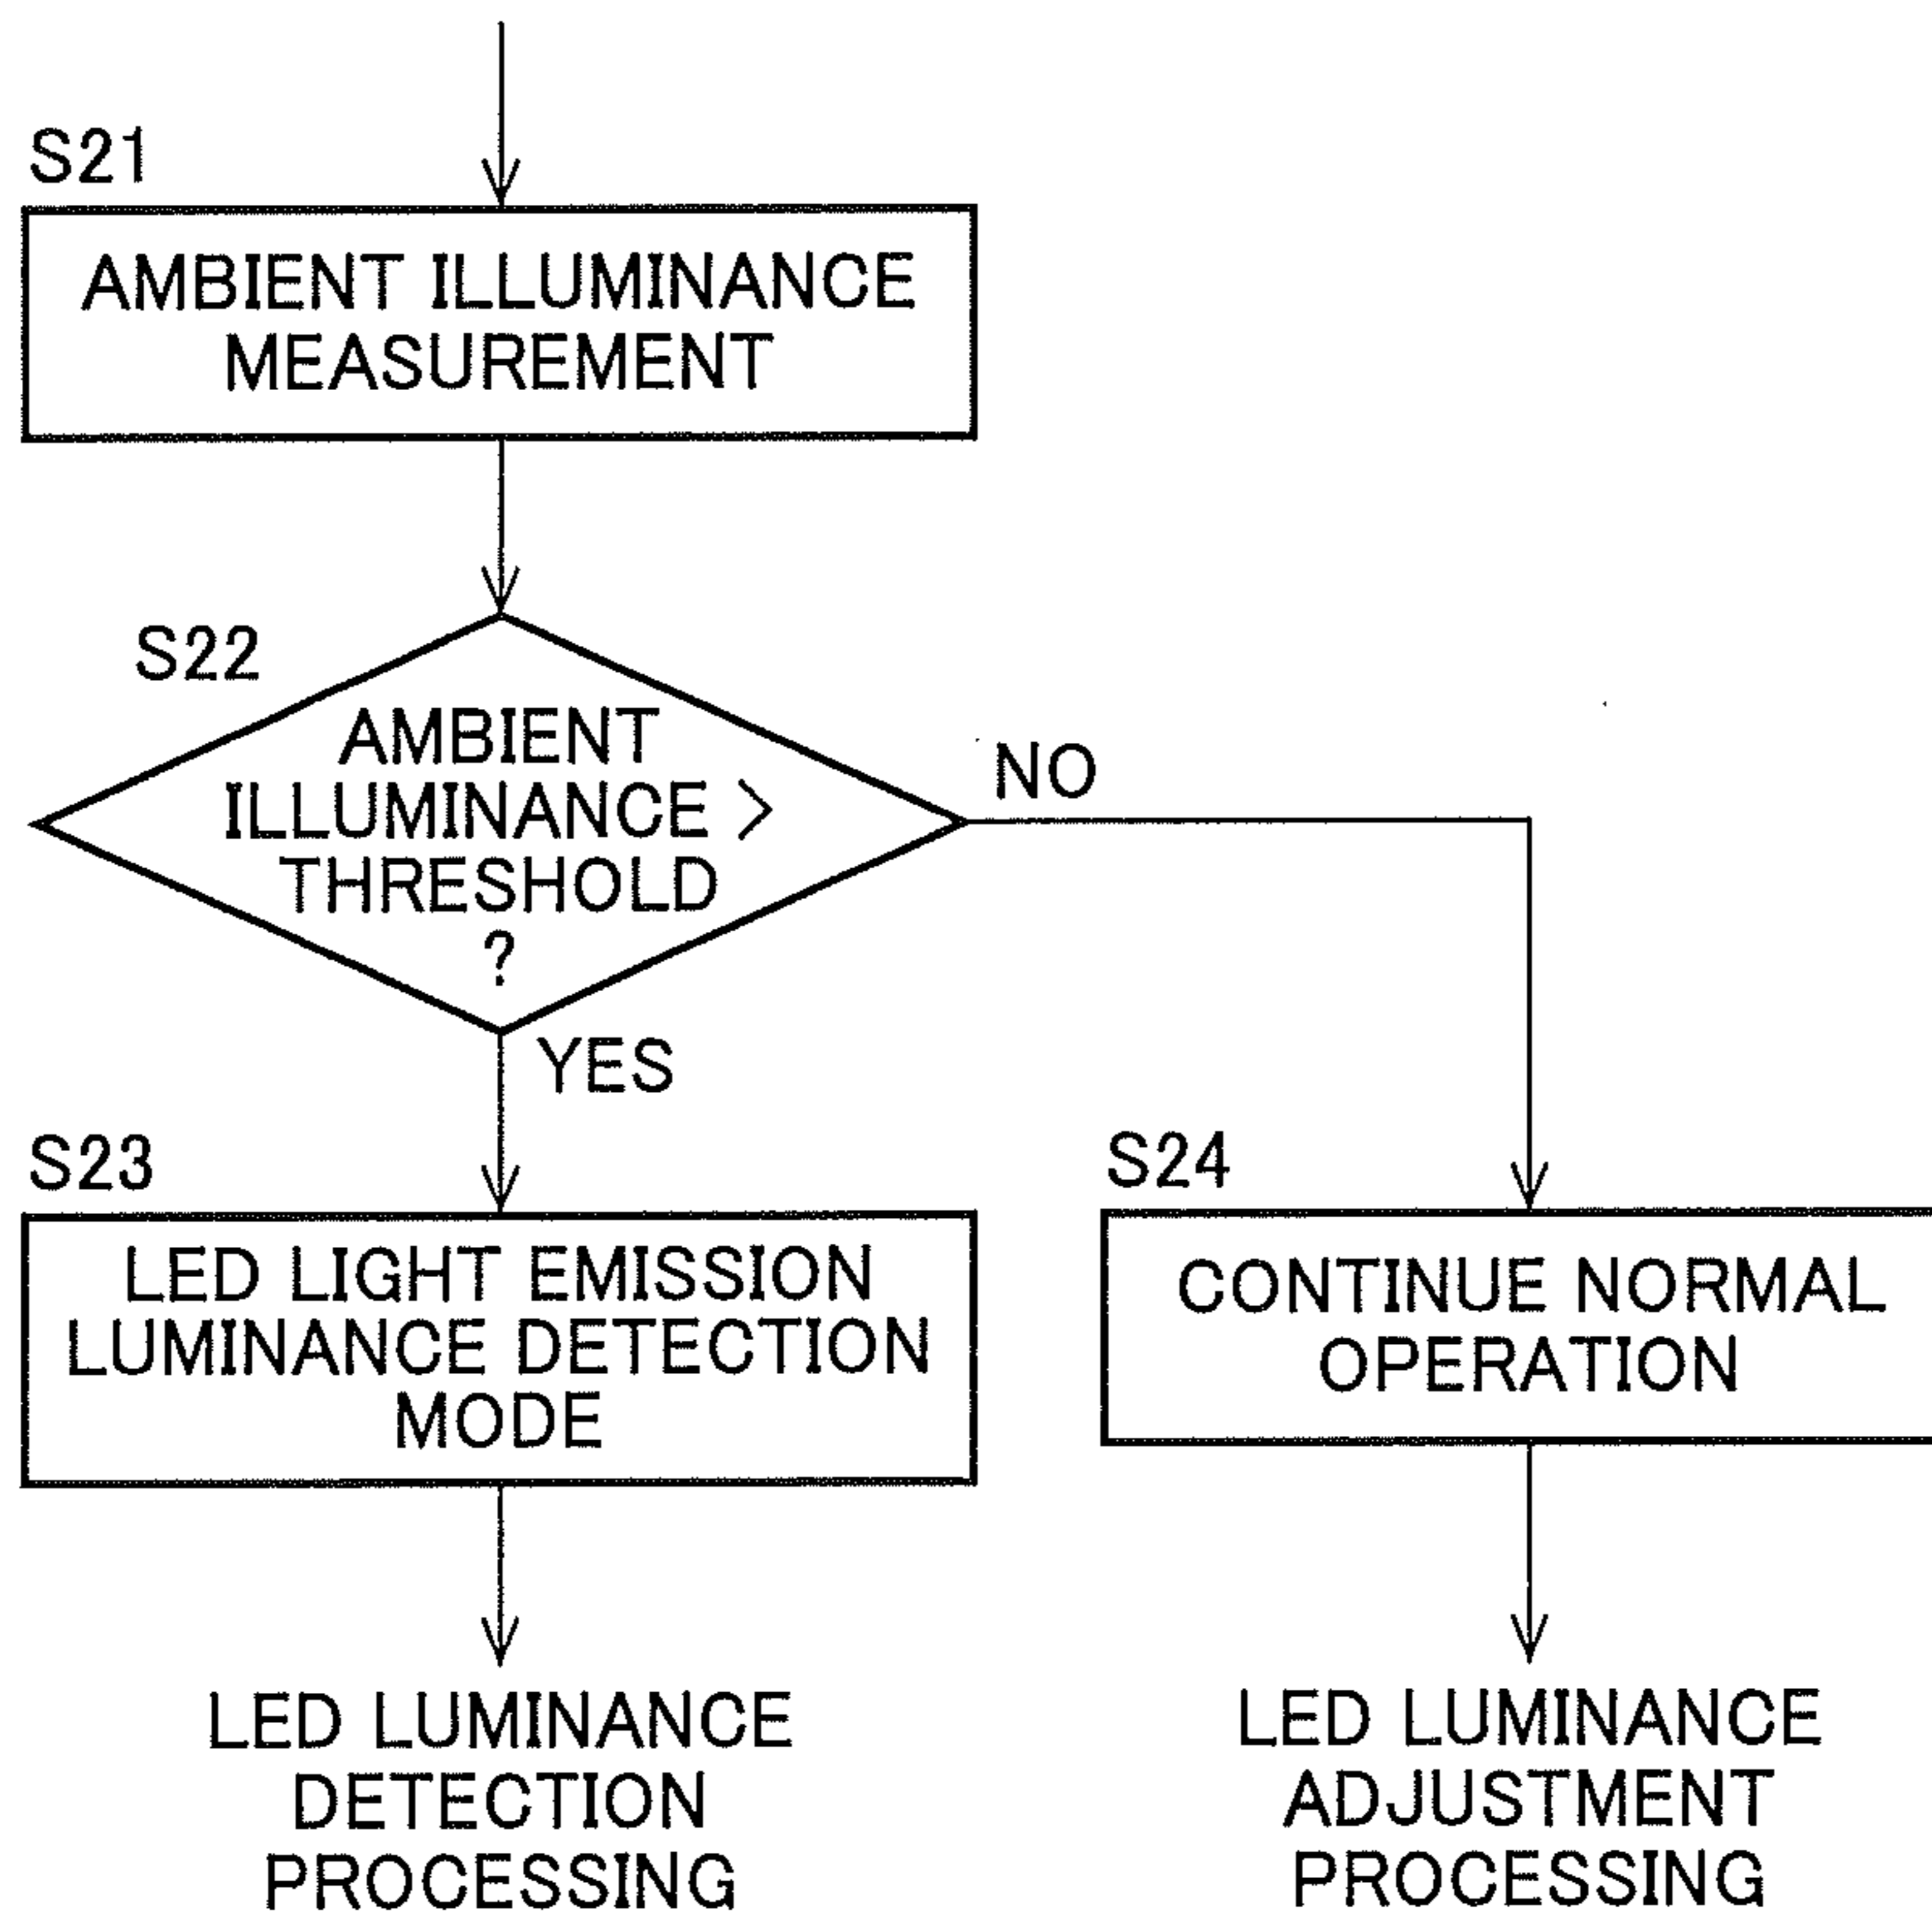 S21
AMBIENT ILLUMINANCE
MEASUREMENT
S22
AMBIENT
ILLUMINANCE >
THRESHOLD
?
NO
YES
S23
LED LIGHT EMISSION
LUMINANCE DETECTION
MODE
S24
CONTINUE NORMAL
OPERATION
LED LUMINANCE
DETECTION
PROCESSING
LED LUMINANCE
ADJUSTMENT
PROCESSING